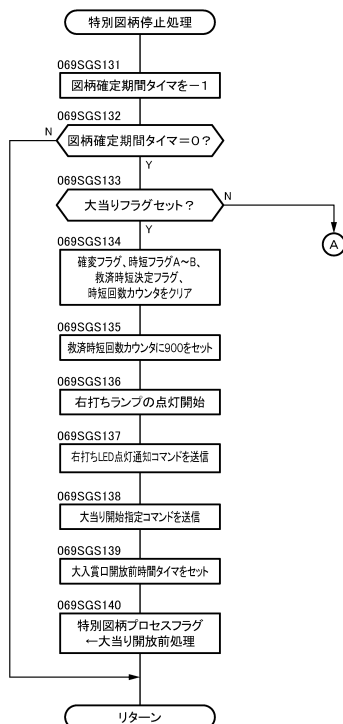 特別図柄停止処理
069SGS131
図柄確定期間タイマを－1
069SGS132
N
図柄確定期間タイマ＝0？
Y
069SGS133
N
大当りフラグセット？
Y
A
069SGS134
確変フラグ、時短フラグA～B、
救済時短決定フラグ、
時短回数カウンタをクリア
069SGS135
救済時短回数カウンタに900をセット
069SGS136
右打ちランプの点灯開始
069SGS137
右打ちLED点灯通知コマンドを送信
069SGS138
大当り開始指定コマンドを送信
069SGS139
大入賞口開放前時間タイマをセット
069SGS140
特別図柄プロセスフラグ
←大当り開放前処理
リターン